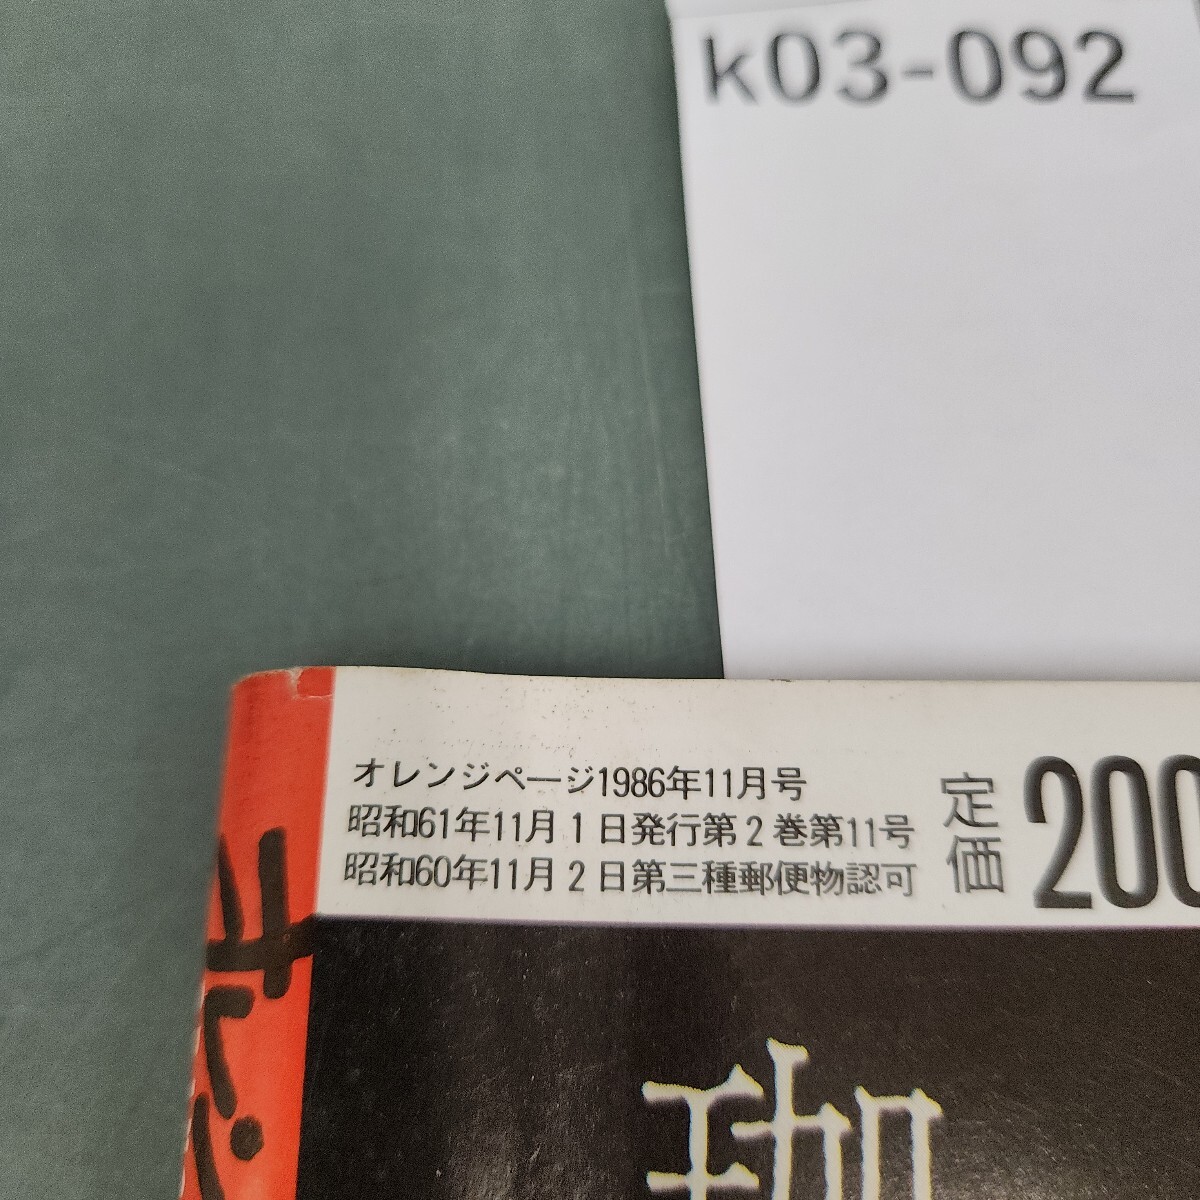 k03-092
オレンジページ1986年11月号
昭和61年11月1日発行第2巻第11号
昭和60年11月2日第三種郵便物認可
定価
200
珈